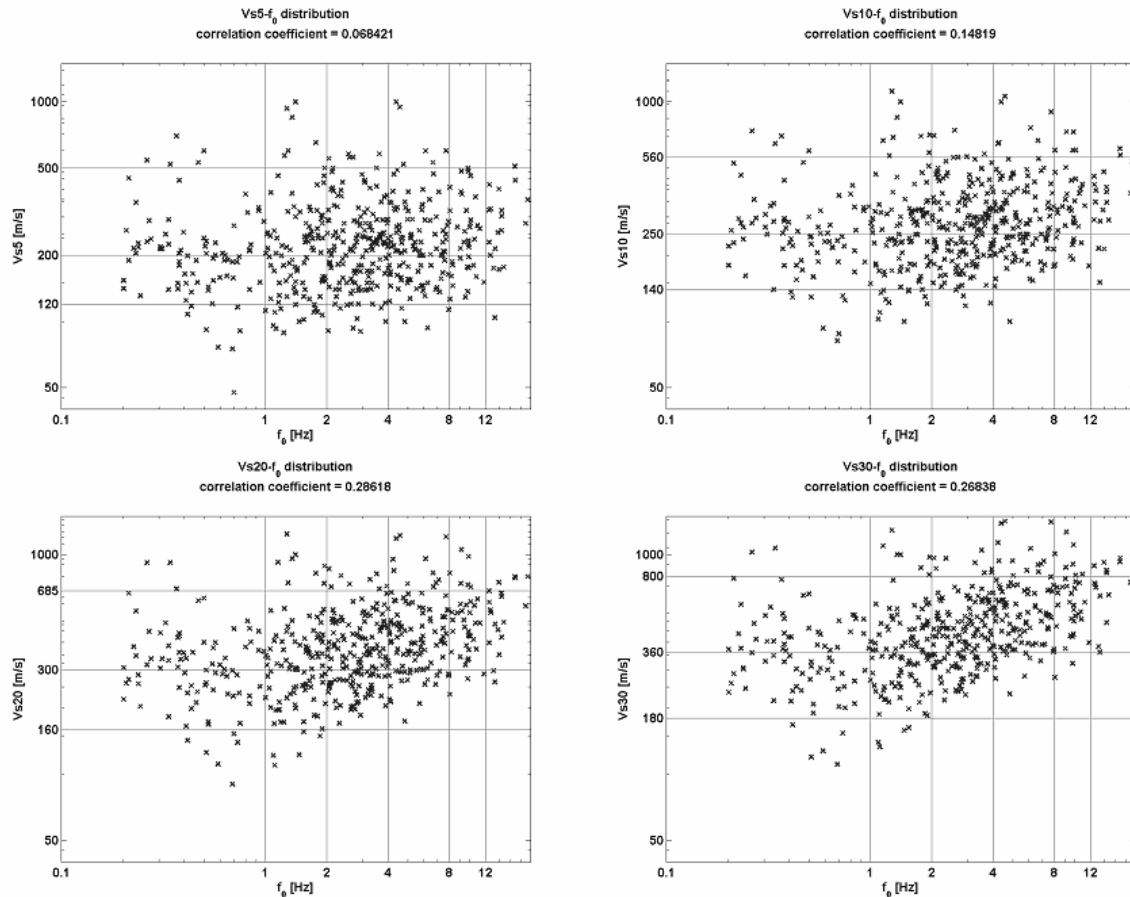 Vs5-f0 distribution
correlation coefficient = 0.068421
1000
500
200
120
50
Vs5 [m/s]
0.1 1 2 4 8 12
f0 [Hz]
Vs10-f0 distribution
correlation coefficient = 0.14819
1000
560
250
140
50
Vs10 [m/s]
0.1 1 2 4 8 12
f0 [Hz]
Vs20-f0 distribution
correlation coefficient = 0.28618
1000
685
300
160
50
Vs20 [m/s]
0.1 1 2 4 8 12
f0 [Hz]
Vs30-f0 distribution
correlation coefficient = 0.26838
1000
800
360
180
50
Vs30 [m/s]
0.1 1 2 4 8 12
f0 [Hz]